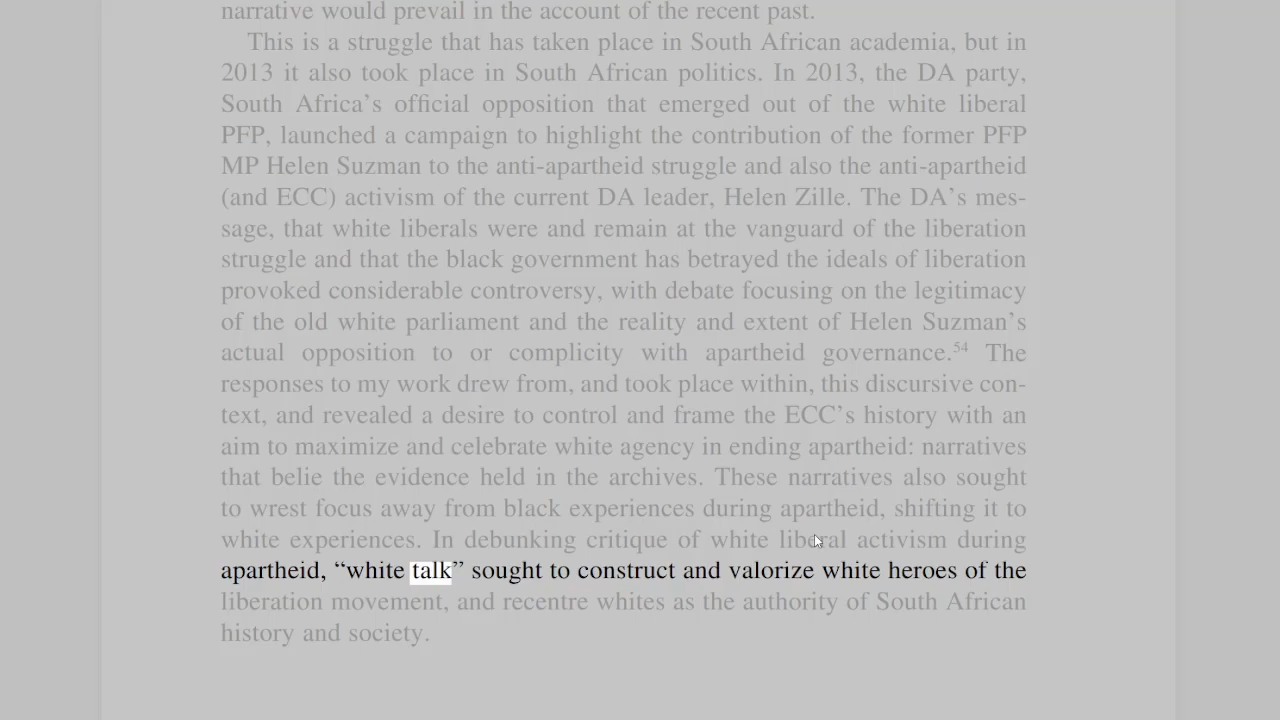 narrative would prevail in the account of the recent past.
This is a struggle that has taken place in South African academia, but in
2013 it also took place in South African politics. In 2013, the DA party,
South Africa’s official opposition that emerged out of the white liberal
PFP, launched a campaign to highlight the contribution of the former PFP
MP Helen Suzman to the anti-apartheid struggle and also the anti-apartheid
(and ECC) activism of the current DA leader, Helen Zille. The DA’s mes-
sage, that white liberals were and remain at the vanguard of the liberation
struggle and that the black government has betrayed the ideals of liberation
provoked considerable controversy, with debate focusing on the legitimacy
of the old white parliament and the reality and extent of Helen Suzman’s
actual opposition to or complicity with apartheid governance.54 The
responses to my work drew from, and took place within, this discursive con-
text, and revealed a desire to control and frame the ECC’s history with an
aim to maximize and celebrate white agency in ending apartheid: narratives
that belie the evidence held in the archives. These narratives also sought
to wrest focus away from black experiences during apartheid, shifting it to
white experiences. In debunking critique of white liberal activism during
apartheid, “white talk” sought to construct and valorize white heroes of the
liberation movement, and recentre whites as the authority of South African
history and society.